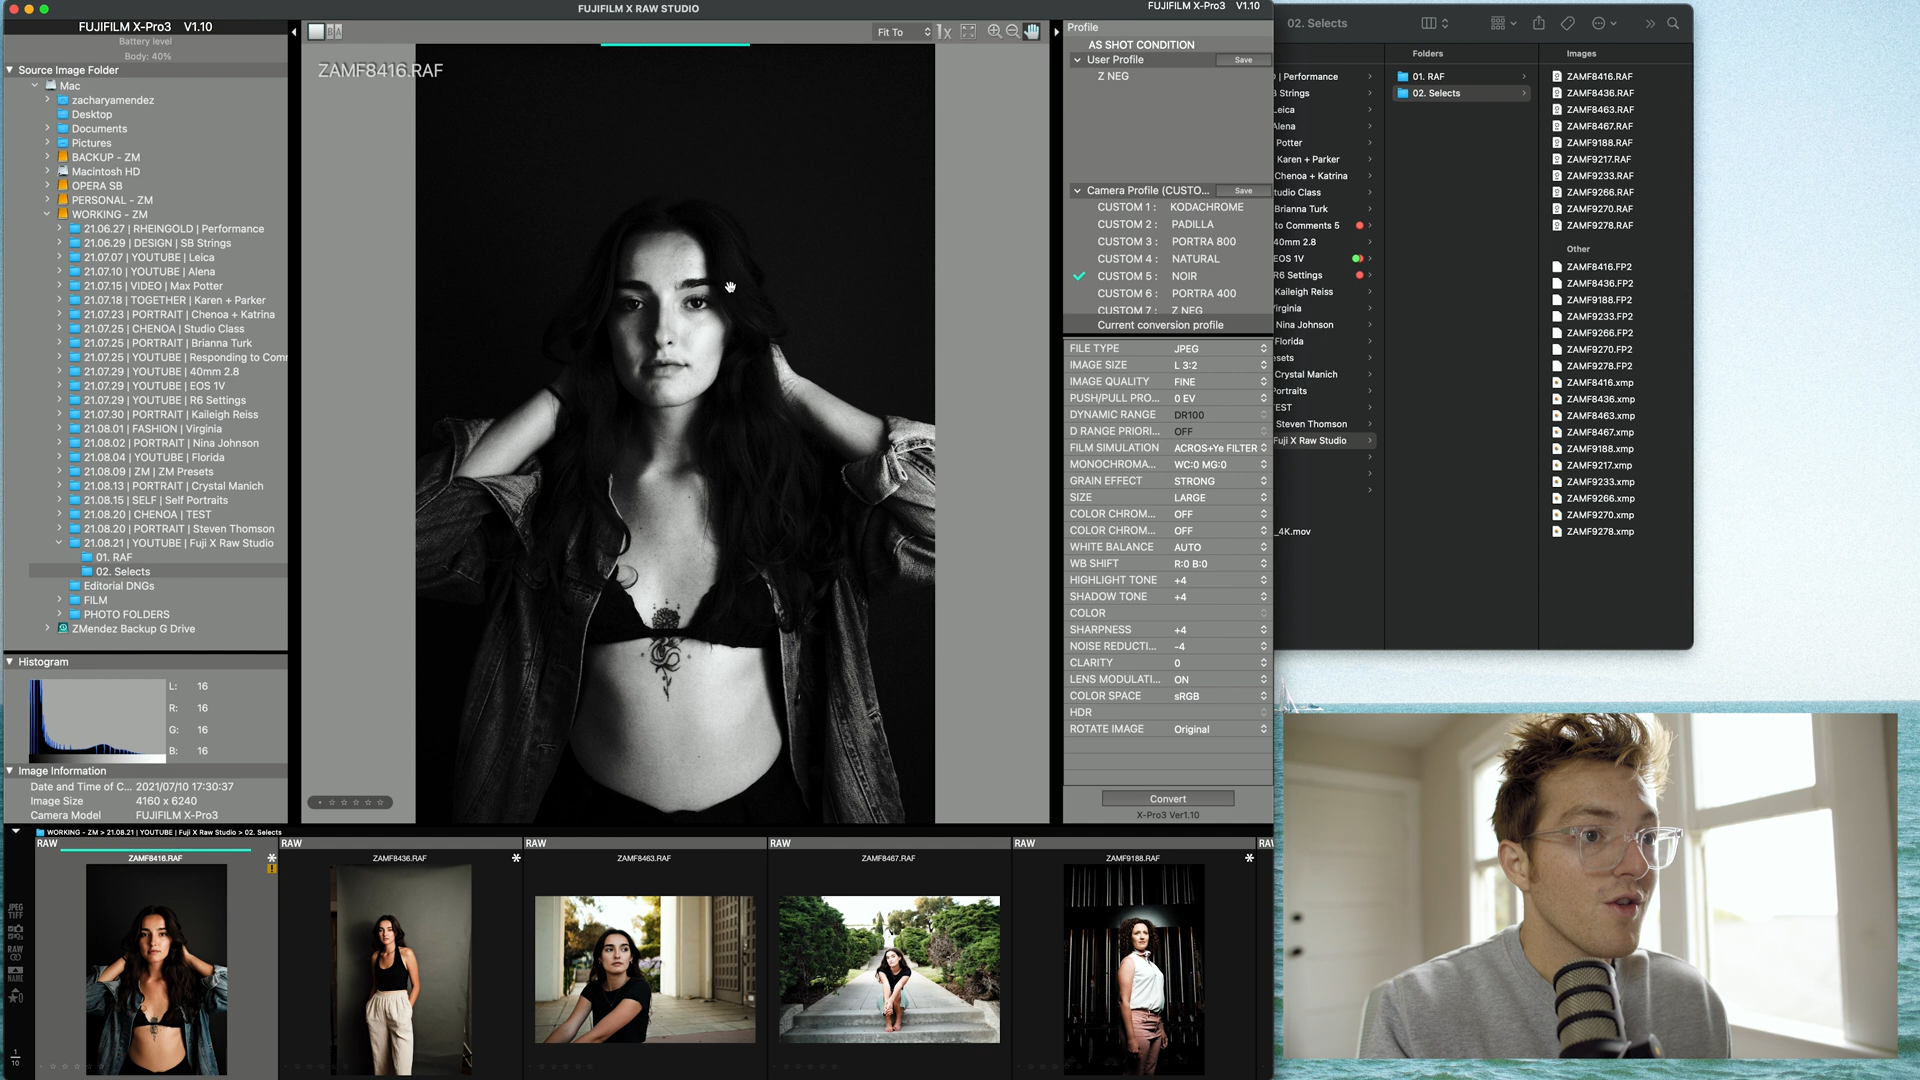 FUJIFILM X RAW STUDIO
FUJIFILM X-Pro3 V1.10
FUJIFILM X-Pro3 V1.10
Battery level
Body: 40%
Source Image Folder
Mac
zacharyamendez
Desktop
Documents
Pictures
BACKUP - ZM
Macintosh HD
OPERA SB
PERSONAL - ZM
WORKING - ZM
21.06.27 | RHEINGOLD | Performance
21.06.29 | DESIGN | SB Strings
21.07.07 | YOUTUBE | Leica
21.07.10 | YOUTUBE | Alena
21.07.15 | VIDEO | Max Potter
21.07.18 | TOGETHER | Karen + Parker
21.07.23 | PORTRAIT | Chenoa + Katrina
21.07.25 | CHENOA | Studio Class
21.07.25 | PORTRAIT | Brianna Turk
21.07.25 | YOUTUBE | Responding to Comr
21.07.29 | YOUTUBE | 40mm 2.8
21.07.29 | YOUTUBE | EOS 1V
21.07.29 | YOUTUBE | R6 Settings
21.07.30 | PORTRAIT | Kaileigh Reiss
21.08.01 | FASHION | Virginia
21.08.02 | PORTRAIT | Nina Johnson
21.08.04 | YOUTUBE | Florida
21.08.09 | ZM | ZM Presets
21.08.13 | PORTRAIT | Crystal Manich
21.08.15 | SELF | Self Portraits
21.08.20 | CHENOA | TEST
21.08.20 | PORTRAIT | Steven Thomson
21.08.21 | YOUTUBE | Fuji X Raw Studio
01. RAF
02. Selects
Editorial DNGs
FILM
PHOTO FOLDERS
ZMendez Backup G Drive
Histogram
L: 16
R: 16
G: 16
B: 16
Image Information
Date and Time of C... 2021/07/10 17:30:37
Image Size 4160 x 6240
Camera Model FUJIFILM X-Pro3
B A
Fit To
1x
ZAMF8416.RAF
Profile
AS SHOT CONDITION
User Profile Save
Z NEG
Camera Profile (CUSTO... Save
CUSTOM 1 : KODACHROME
CUSTOM 2 : PADILLA
CUSTOM 3 : PORTRA 800
CUSTOM 4 : NATURAL
CUSTOM 5 : NOIR
CUSTOM 6 : PORTRA 400
CUSTOM 7 : Z NEG
Current conversion profile
FILE TYPE JPEG
IMAGE SIZE L 3:2
IMAGE QUALITY FINE
PUSH/PULL PRO... 0 EV
DYNAMIC RANGE DR100
D RANGE PRIORI... OFF
FILM SIMULATION ACROS+Ye FILTER
MONOCHROMA... WC:0 MG:0
GRAIN EFFECT STRONG
SIZE LARGE
COLOR CHROM... OFF
COLOR CHROM... OFF
WHITE BALANCE AUTO
WB SHIFT R:0 B:0
HIGHLIGHT TONE +4
SHADOW TONE +4
COLOR
SHARPNESS +4
NOISE REDUCTI... -4
CLARITY 0
LENS MODULATI... ON
COLOR SPACE sRGB
HDR
ROTATE IMAGE Original
Convert
X-Pro3 Ver1.10
02. Selects
Folders
Images
| Performance
B Strings
Leica
Alena
Potter
Karen + Parker
Chenoa + Katrina
tudio Class
Brianna Turk
to Comments 5
40mm 2.8
EOS 1V
R6 Settings
Kaileigh Reiss
irginia
Nina Johnson
Florida
esets
Crystal Manich
ortraits
EST
Steven Thomson
Fuji X Raw Studio
_4K.mov
01. RAF
02. Selects
ZAMF8416.RAF
ZAMF8436.RAF
ZAMF8463.RAF
ZAMF8467.RAF
ZAMF9188.RAF
ZAMF9217.RAF
ZAMF9233.RAF
ZAMF9266.RAF
ZAMF9270.RAF
ZAMF9278.RAF
Other
ZAMF8416.FP2
ZAMF8436.FP2
ZAMF9188.FP2
ZAMF9233.FP2
ZAMF9266.FP2
ZAMF9270.FP2
ZAMF9278.FP2
ZAMF8416.xmp
ZAMF8436.xmp
ZAMF8463.xmp
ZAMF8467.xmp
ZAMF9188.xmp
ZAMF9217.xmp
ZAMF9233.xmp
ZAMF9266.xmp
ZAMF9270.xmp
ZAMF9278.xmp
WORKING - ZM > 21.08.21 | YOUTUBE | Fuji X Raw Studio > 02. Selects
RAW RAW RAW RAW RAW RAW
ZAMF8416.RAF ZAMF8436.RAF ZAMF8463.RAF ZAMF8467.RAF ZAMF9188.RAF
JPEG
TIFF
RAW
NAME
0
1
10